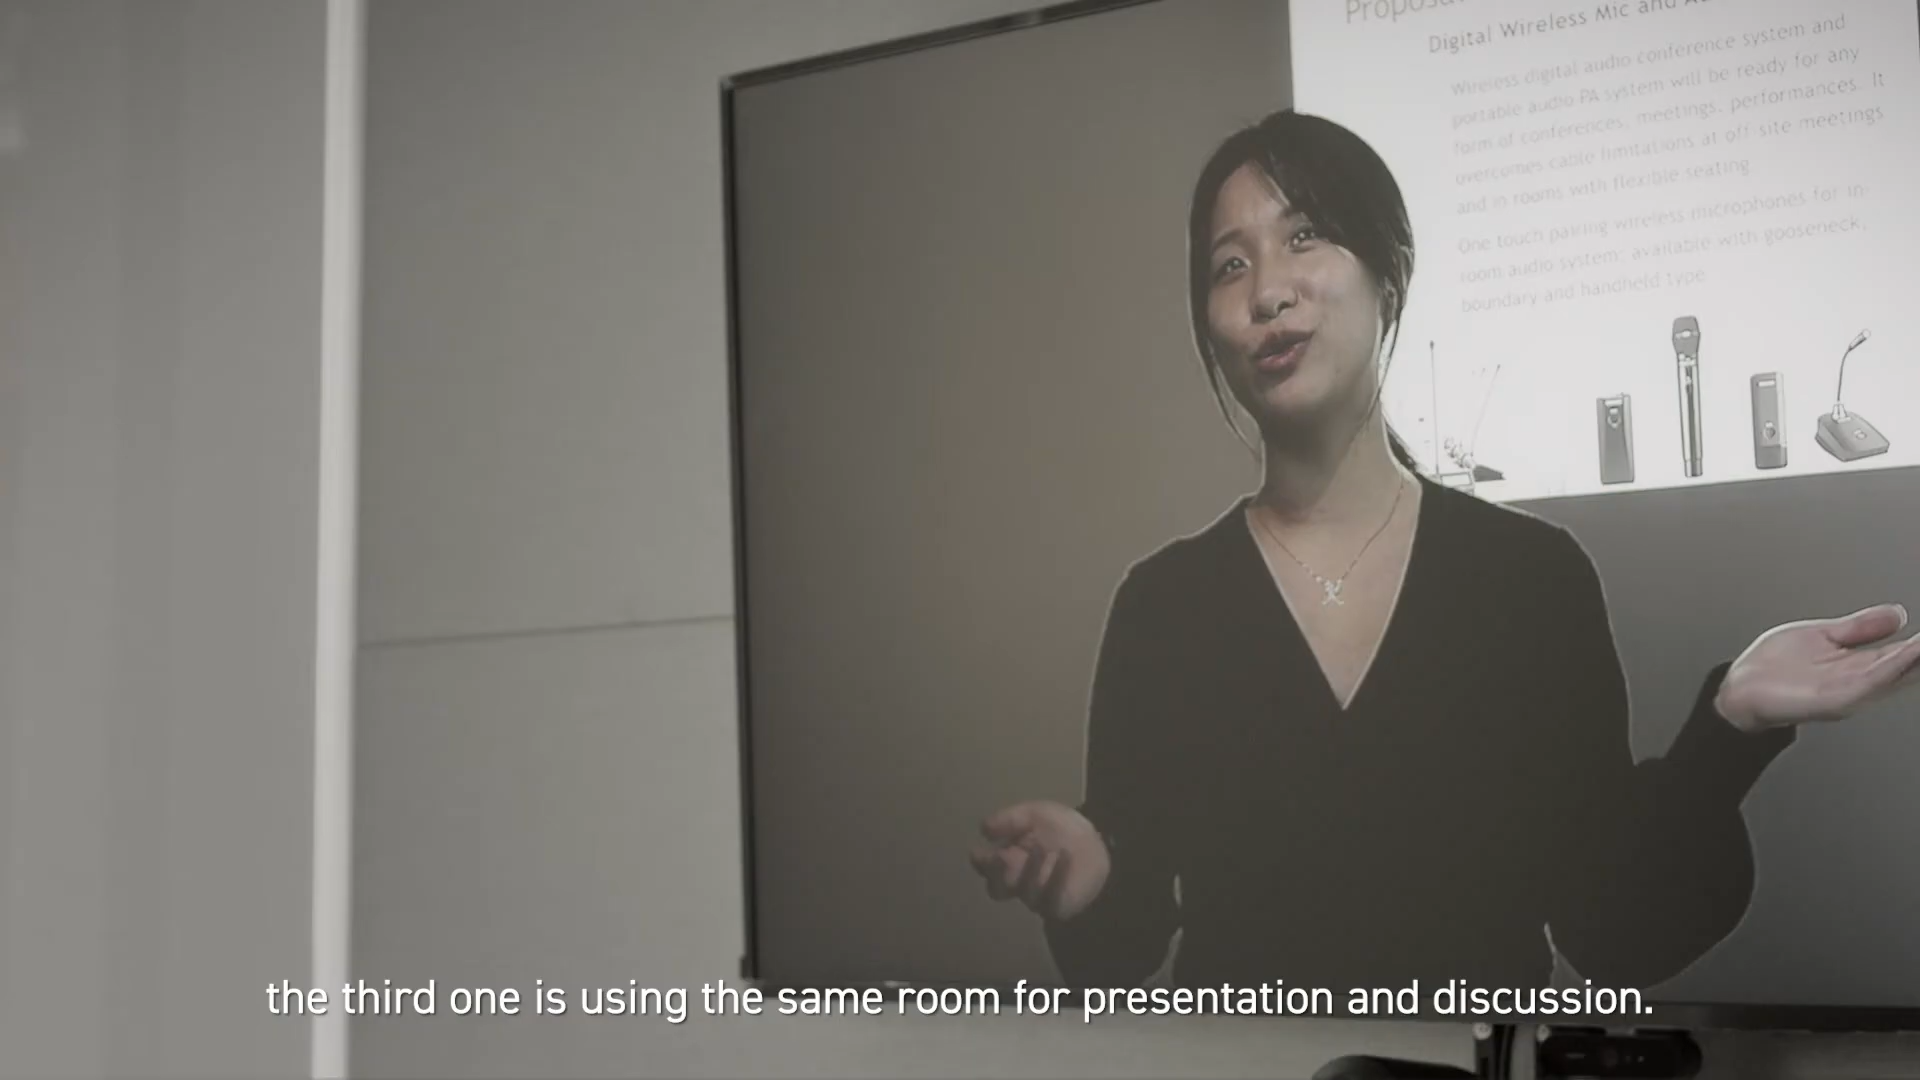 Proposa
Digital Wireless Mic and
Wireless digital audio conference system and
portable audio PA system will be ready for any
form of conferences, meetings, performances. It
overcomes cable limitations at off site meetings
and in rooms with flexible seating.
One touch pairing wireless microphones for in-
room audio system; available with gooseneck,
boundary and handheld type
the third one is using the same room for presentation and discussion.